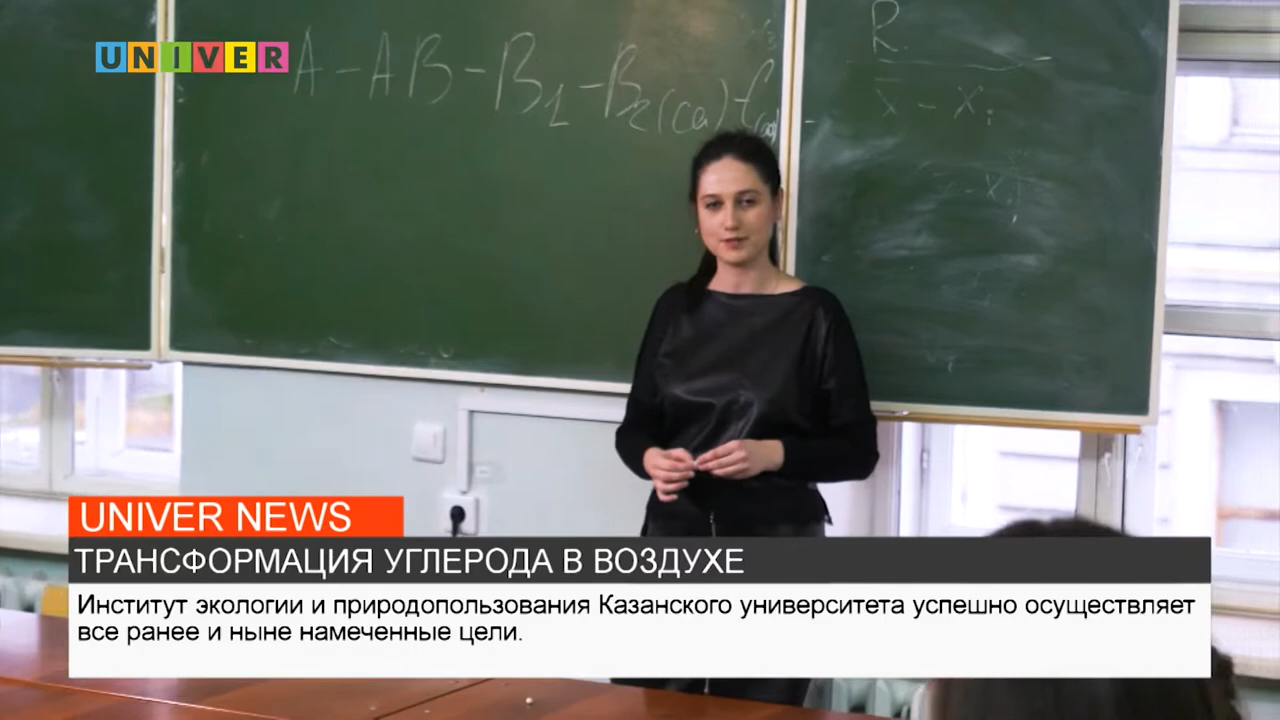 UNIVER
A – AB – B1 – B2(ca) –
R.
x̄ – xi
UNIVER NEWS
ТРАНСФОРМАЦИЯ УГЛЕРОДА В ВОЗДУХЕ
Институт экологии и природопользования Казанского университета успешно осуществляет
все ранее и ныне намеченные цели.